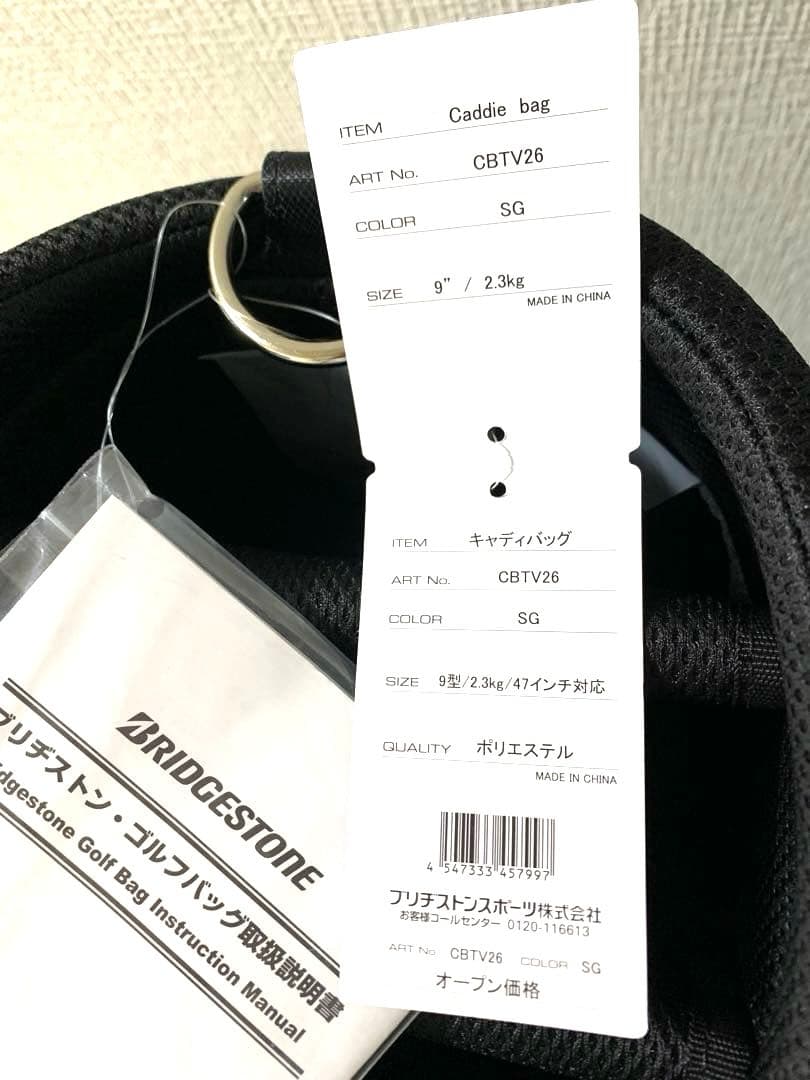 ITEM Caddie bag
ART No. CBTV26
COLOR SG
SIZE 9” / 2.3kg
MADE IN CHINA
ITEM キャディバッグ
ART No. CBTV26
COLOR SG
SIZE 9型/2.3kg/47インチ対応
QUALITY ポリエステル
MADE IN CHINA
4 547333 457997
ブリヂストンスポーツ株式会社
お客様コールセンター 0120-116613
ART No CBTV26 COLOR SG
オープン価格
BRIDGESTONE
ブリヂストン・ゴルフバッグ取扱説明書
Bridgestone Golf Bag Instruction Manual